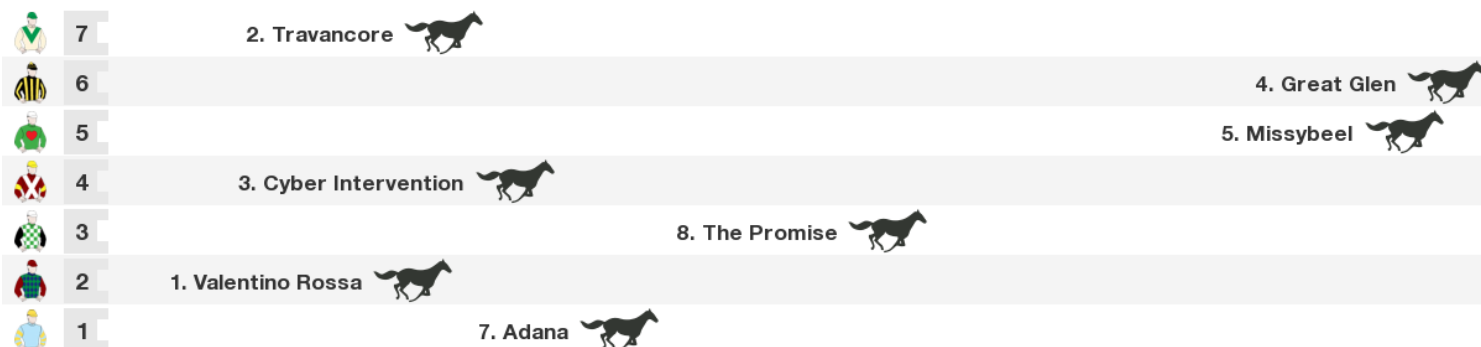 7 2. Travancore
6 4. Great Glen
5 5. Missybeel
4 3. Cyber Intervention
3 8. The Promise
2 1. Valentino Rossa
1 7. Adana